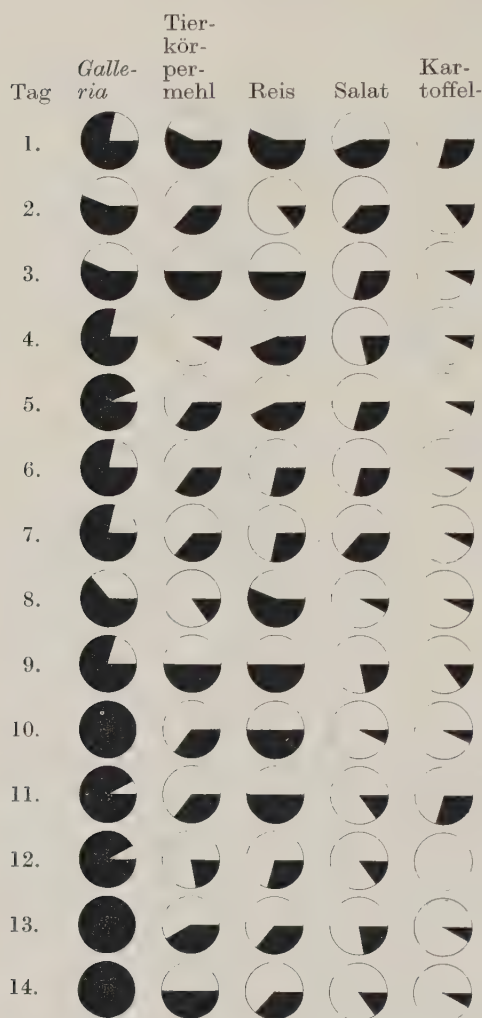 Tag Galle-
ria Tier-
kör-
per-
mehl Reis Salat Kar-
toffel-
1.
2.
3.
4.
5.
6.
7.
8.
9.
10.
11.
12.
13.
14.